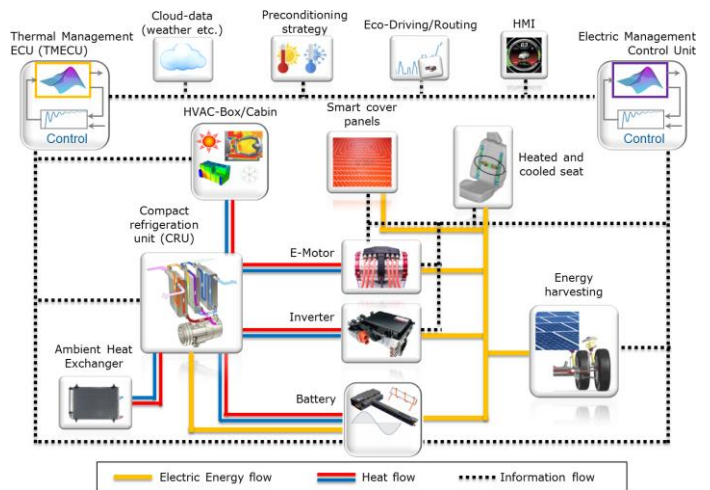 Thermal Management
ECU (TMECU)
Control
Cloud-data
(weather etc.)
Preconditioning
strategy
Eco-Driving/Routing
HMI
Electric Management
Control Unit
Control
HVAC-Box/Cabin
Smart cover
panels
Heated and
cooled seat
Compact
refrigeration
unit (CRU)
E-Motor
Inverter
Energy
harvesting
Ambient Heat
Exchanger
Battery
Electric Energy flow
Heat flow
Information flow